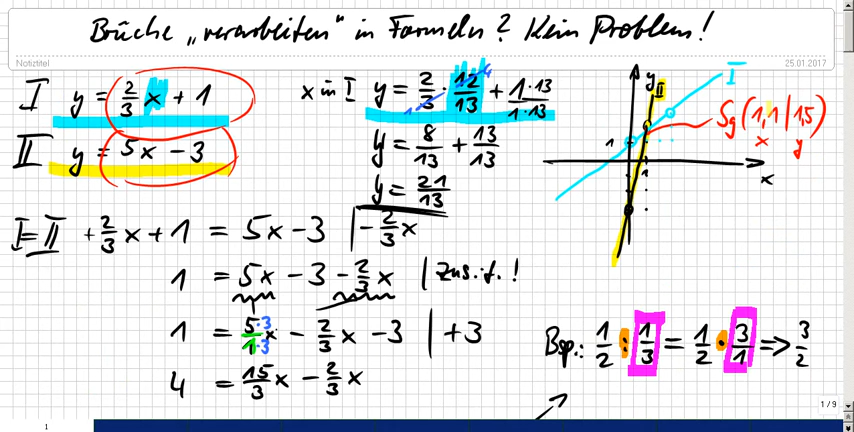 Brüche „verarbeiten" in Formeln? Kein Problem!
Notiztitel
25.01.2017
I y = 2/3 x + 1
II y = 5x - 3
x in I y = 2/3 · 12/13 + 1·13/1·13
y = 8/13 + 13/13
y = 21/13
I=II +2/3 x + 1 = 5x - 3 | -2/3 x
1 = 5x - 3 - 2/3 x | Zus.f.!
1 = 5·3/1·3 x - 2/3 x - 3 | +3
4 = 15/3 x - 2/3 x
y
II
I
Sg (1,1 | 1,5)
x y
1
1
x
Bsp.: 1/2 : 1/3 = 1/2 · 3/1 => 3/2
1 / 9
1